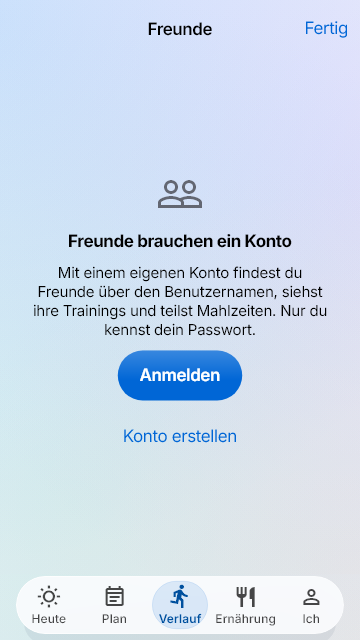 Freunde
Fertig
Freunde brauchen ein Konto
Mit einem eigenen Konto findest du
Freunde über den Benutzernamen, siehst
ihre Trainings und teilst Mahlzeiten. Nur du
kennst dein Passwort.
Anmelden
Konto erstellen
Heute
Plan
Verlauf
Ernährung
Ich